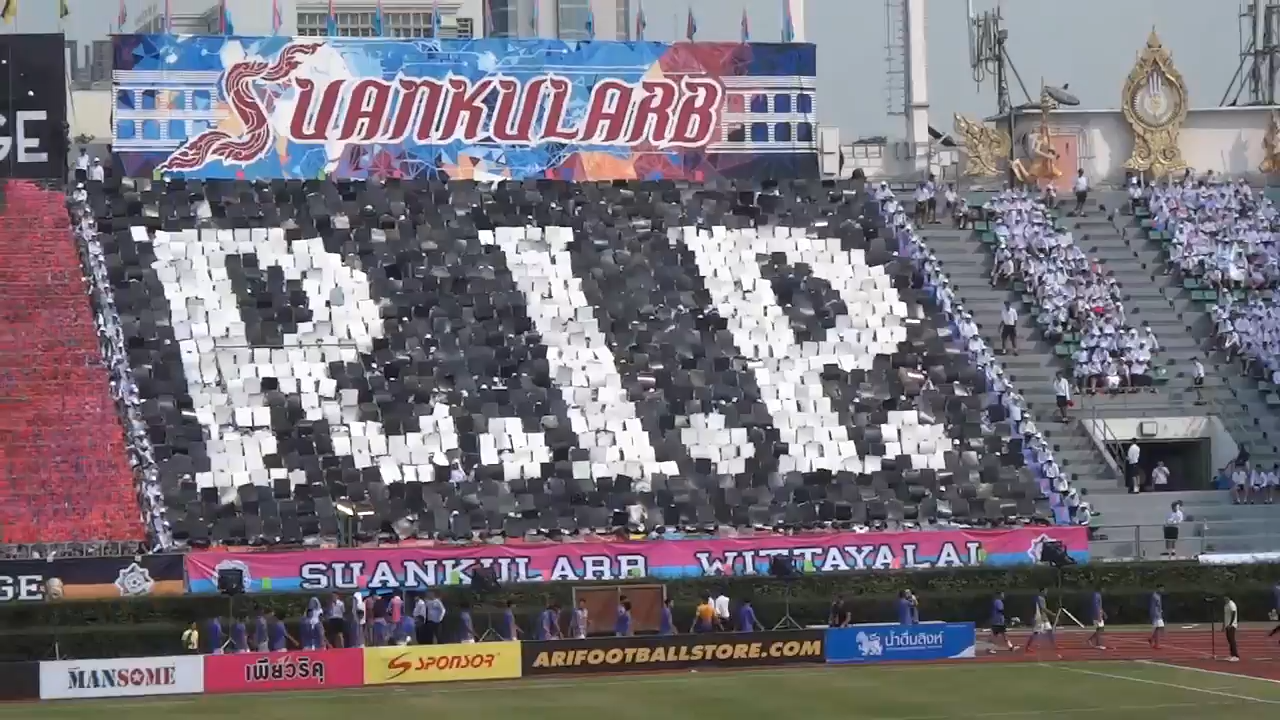 SUANKULARB
GE
R.I.P.
SUANKULARB WITTAYALAI
GE
MANSOME
เพียวริคุ
SPONSOR
ARIFOOTBALLSTORE.COM
น้ำดื่มสิงห์